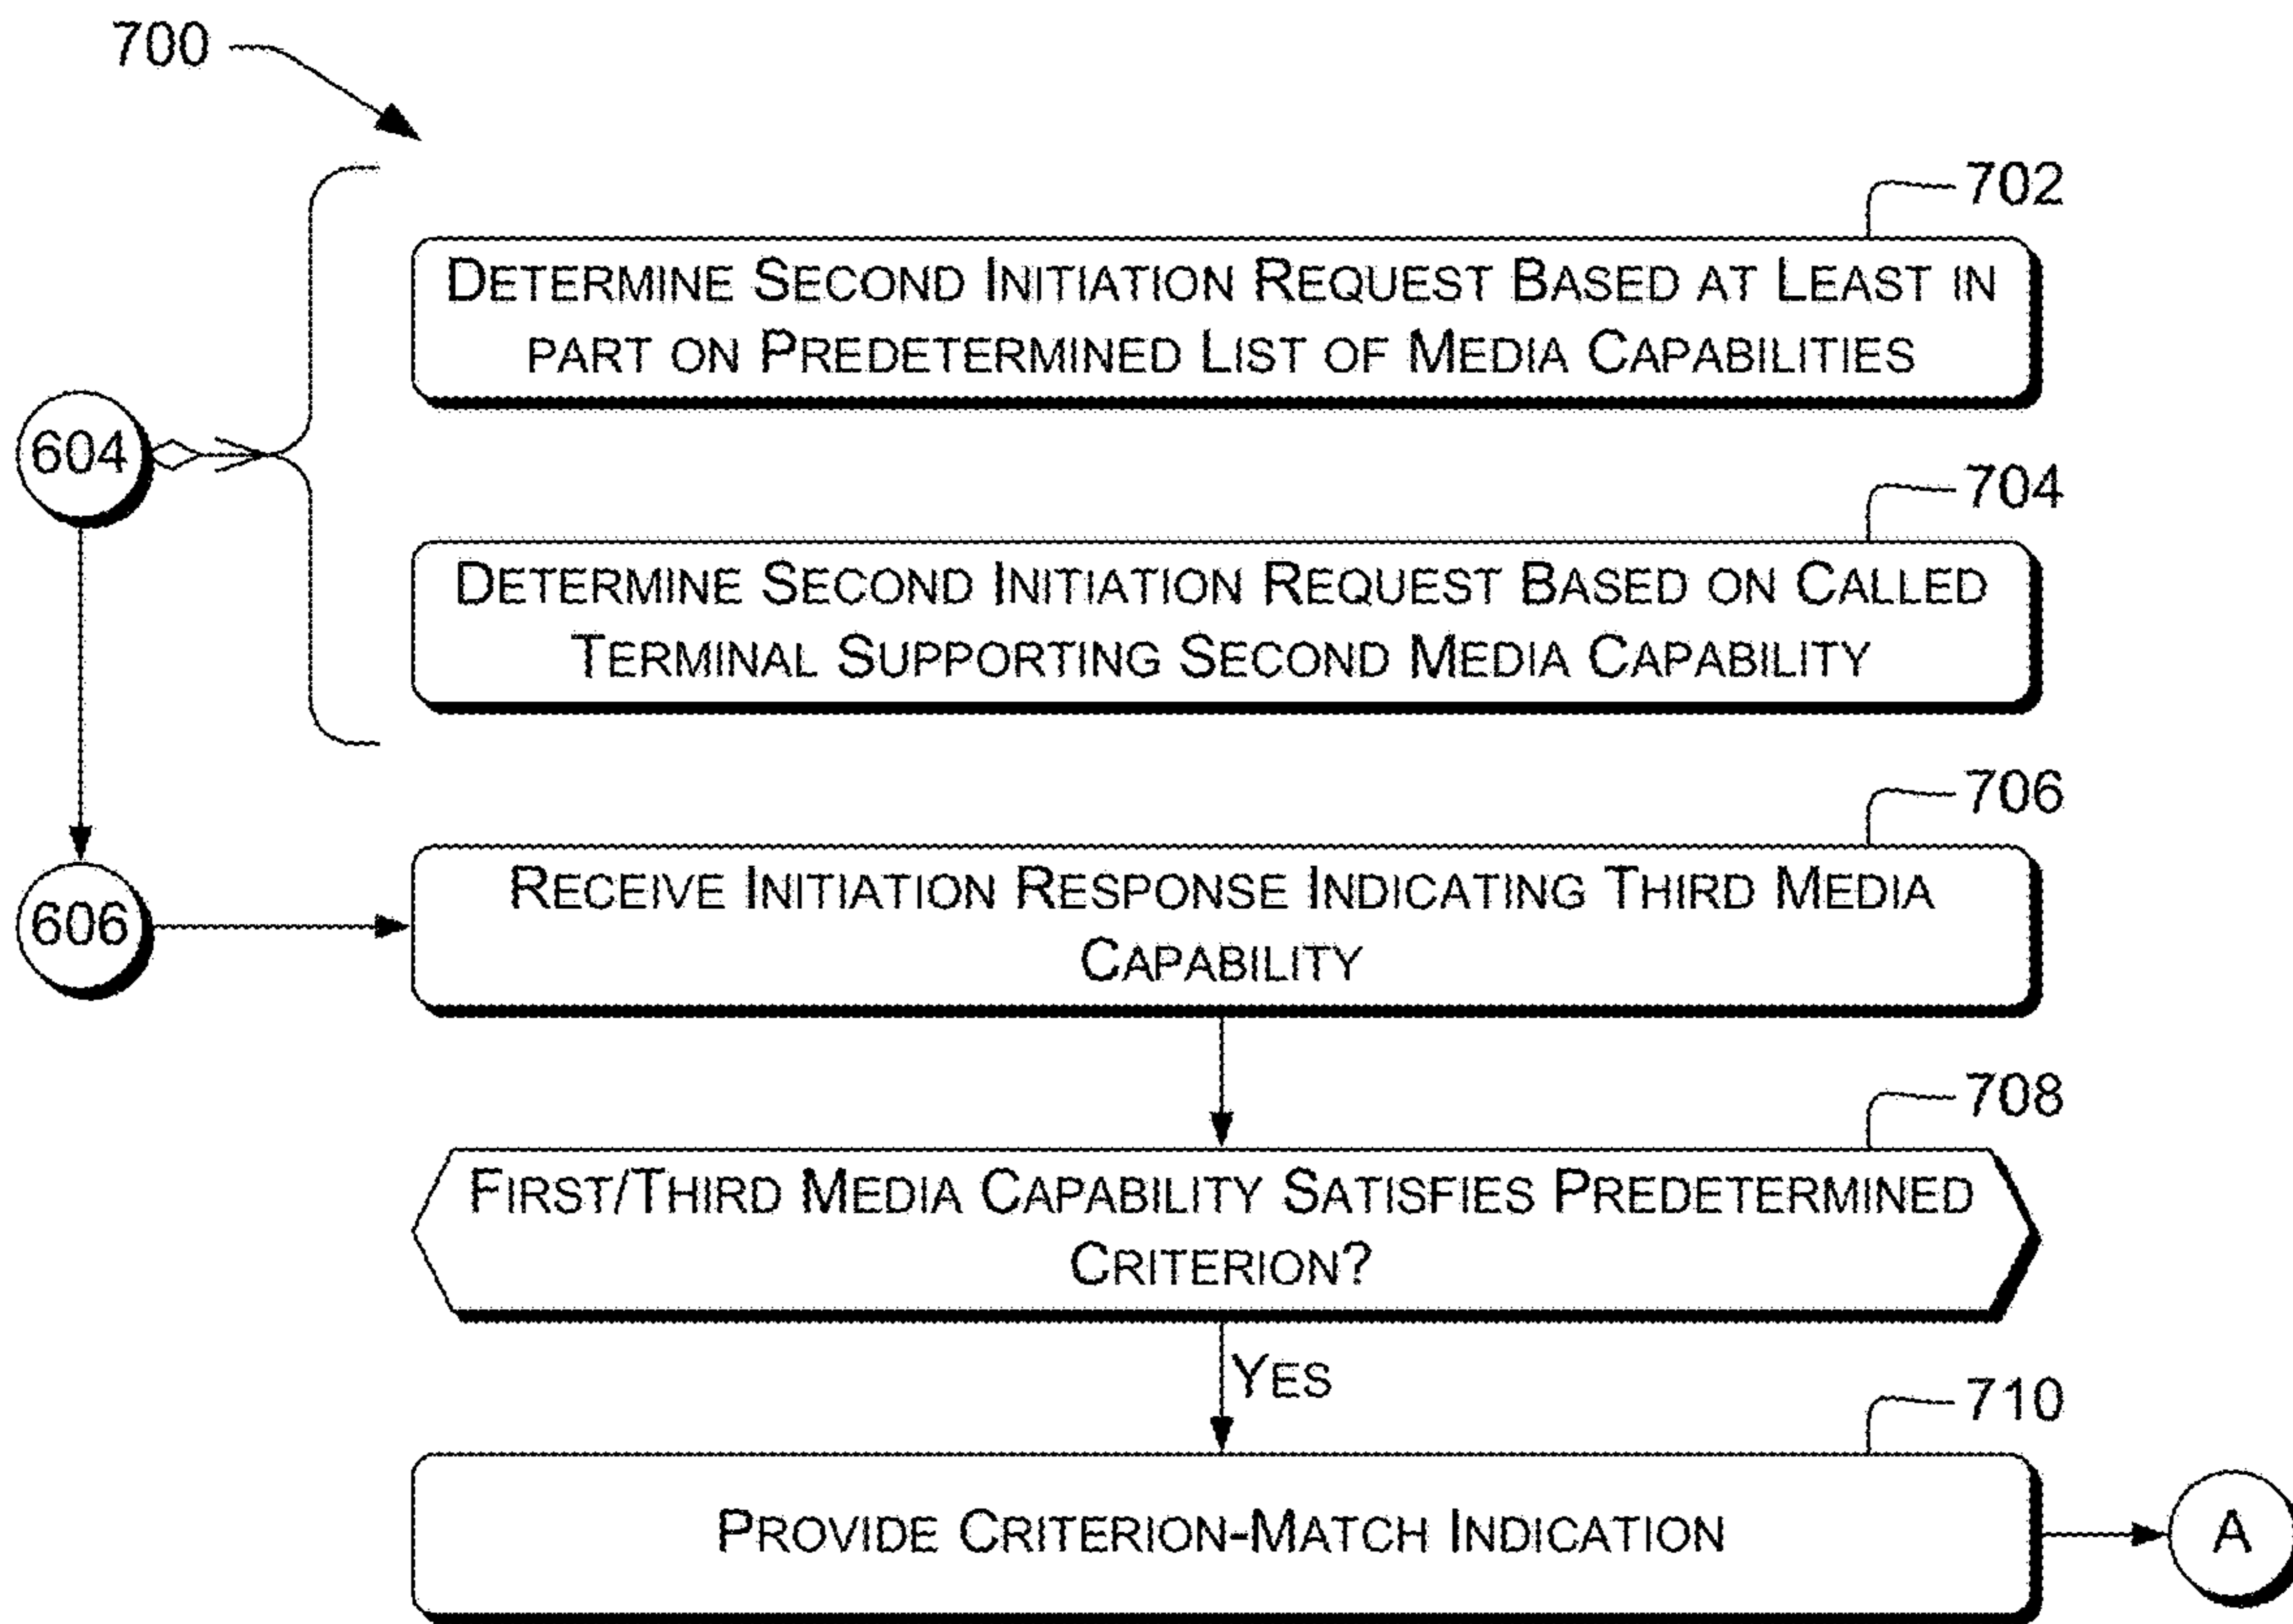 700
702
DETERMINE SECOND INITIATION REQUEST BASED AT LEAST IN
PART ON PREDETERMINED LIST OF MEDIA CAPABILITIES
604
704
DETERMINE SECOND INITIATION REQUEST BASED ON CALLED
TERMINAL SUPPORTING SECOND MEDIA CAPABILITY
706
606
RECEIVE INITIATION RESPONSE INDICATING THIRD MEDIA
CAPABILITY
708
FIRST/THIRD MEDIA CAPABILITY SATISFIES PREDETERMINED
CRITERION?
YES
710
PROVIDE CRITERION-MATCH INDICATION
A